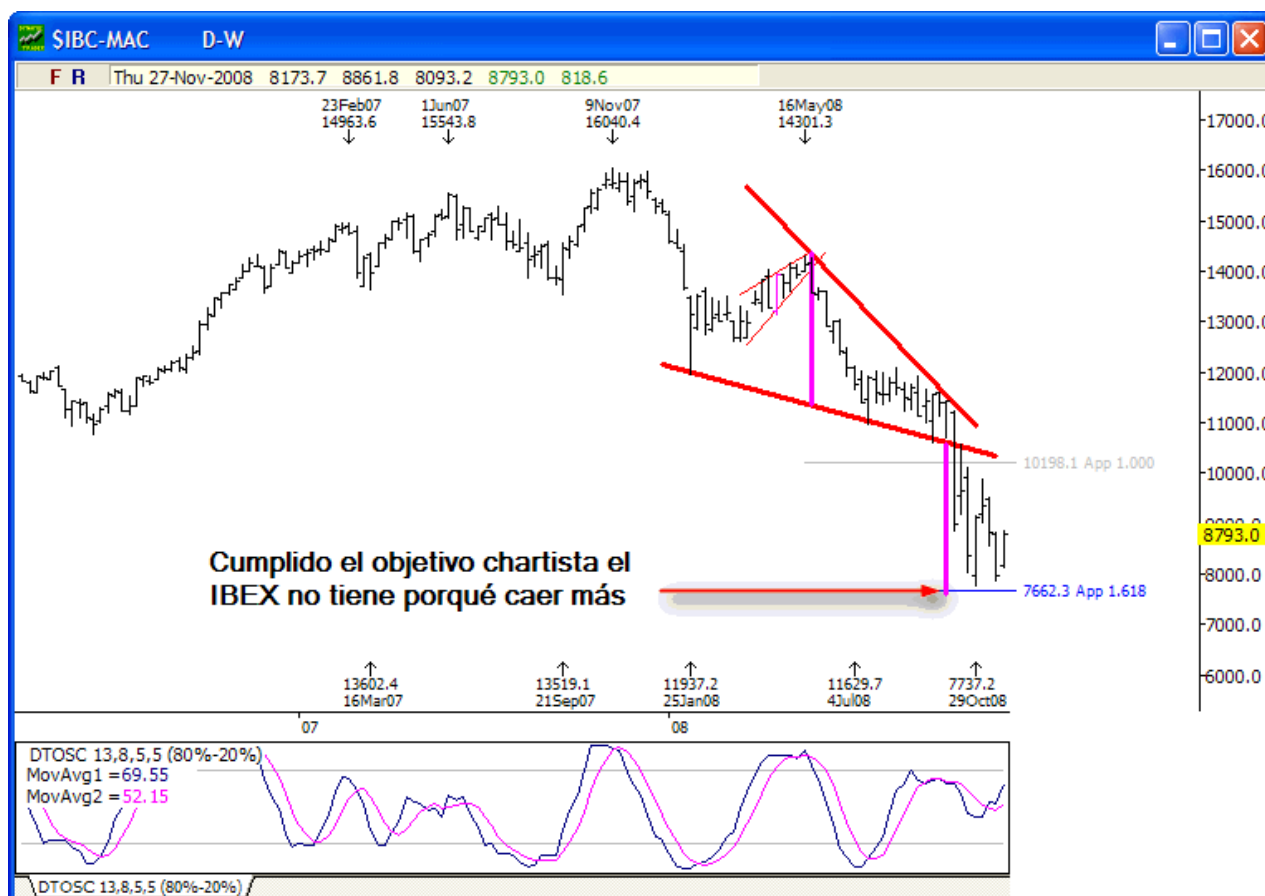 $IBC-MAC D-W
F R Thu 27-Nov-2008 8173.7 8861.8 8093.2 8793.0 818.6
23Feb07 1Jun07 9Nov07 16May08
14963.6 15543.8 16040.4 14301.3
17000.0
16000.0
15000.0
14000.0
13000.0
12000.0
11000.0
10000.0
10198.1 App 1.000
9000.0
8793.0
8000.0
7662.3 App 1.618
7000.0
6000.0
Cumplido el objetivo chartista el
IBEX no tiene porqué caer más
13602.4 13519.1 11937.2 11629.7 7737.2
16Mar07 21Sep07 25Jan08 4Jul08 29Oct08
07 08
DTOSC 13,8,5,5 (80%-20%)
MovAvg1 =69.55
MovAvg2 =52.15
DTOSC 13,8,5,5 (80%-20%)